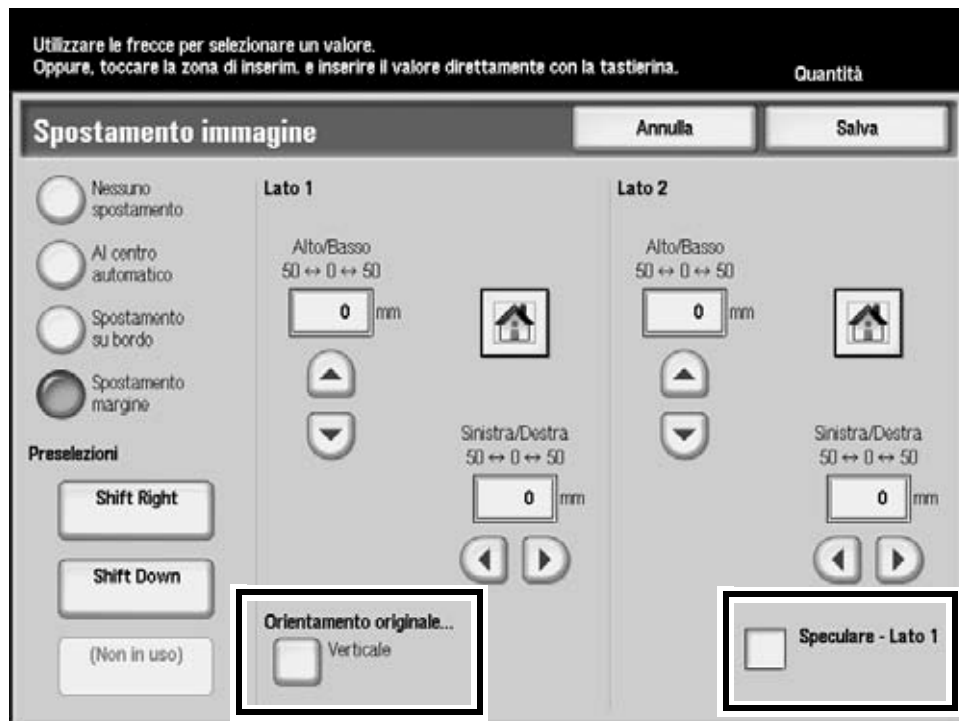 Utilizzare le frecce per selezionare un valore.
Oppure, toccare la zona di inserim. e inserire il valore direttamente con la tastierina.
Quantità
Spostamento immagine
Annulla
Salva
Nessuno
spostamento
Al centro
automatico
Spostamento
su bordo
Spostamento
margine
Preselezioni
Shift Right
Shift Down
(Non in uso)
Lato 1
Alto/Basso
50 ↔ 0 ↔ 50
0 mm
Sinistra/Destra
50 ↔ 0 ↔ 50
0 mm
Orientamento originale...
Verticale
Lato 2
Alto/Basso
50 ↔ 0 ↔ 50
0 mm
Sinistra/Destra
50 ↔ 0 ↔ 50
0 mm
Speculare - Lato 1